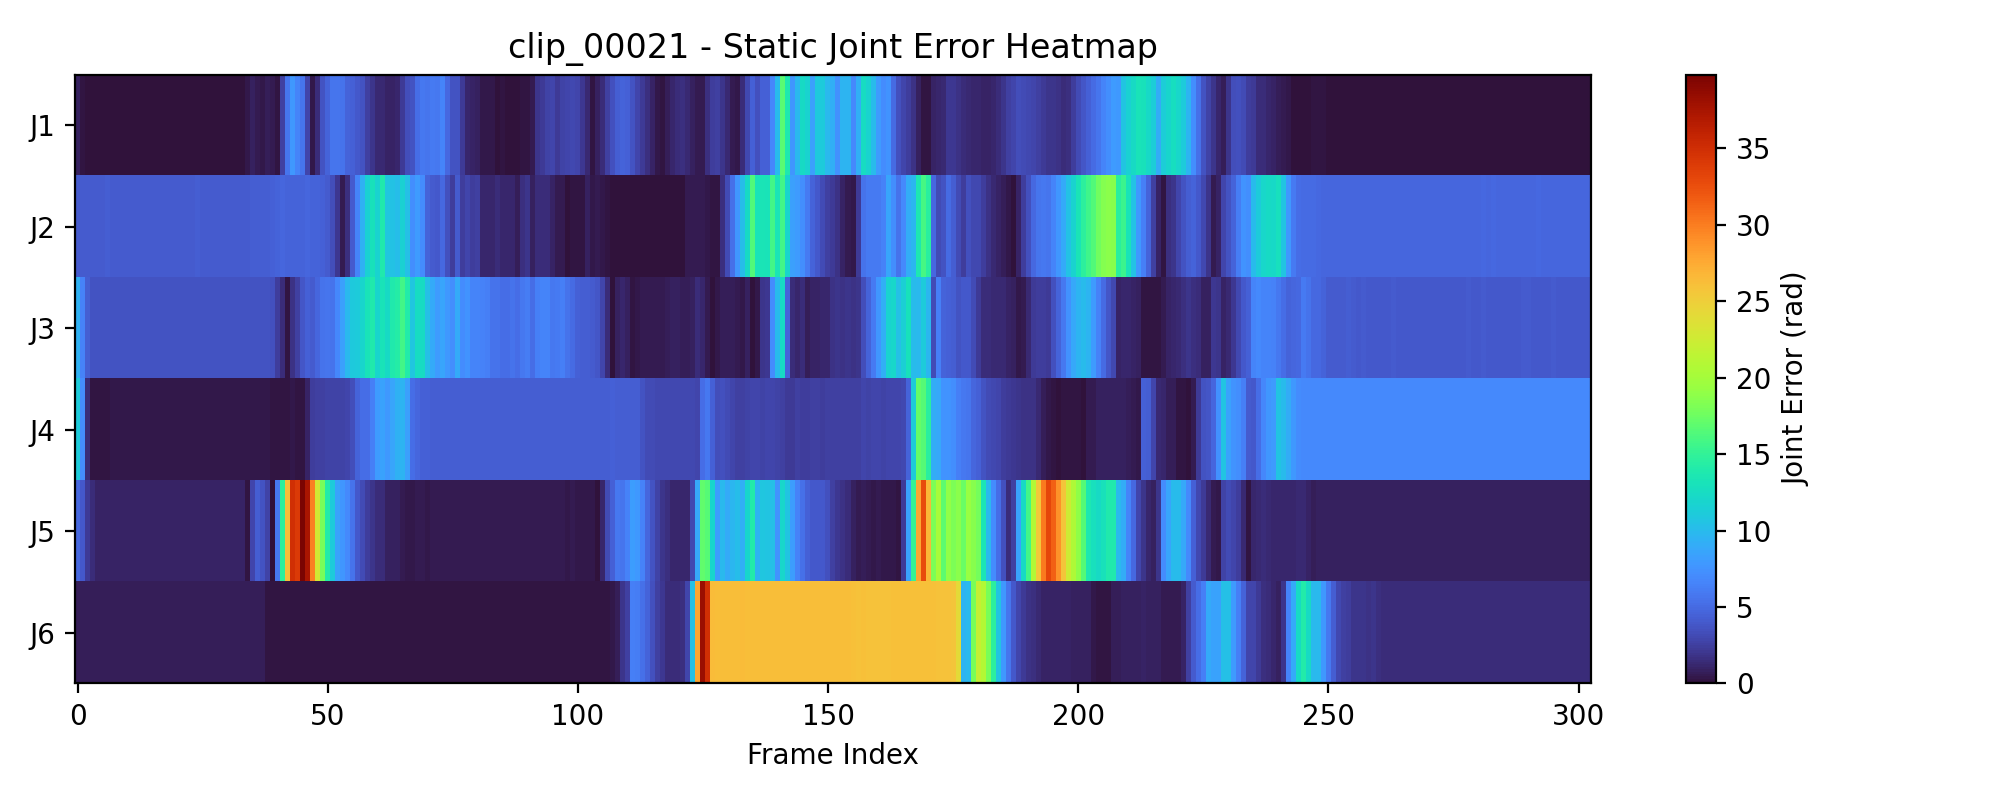 clip_00021 - Static Joint Error Heatmap
J1
J2
J3
J4
J5
J6
0 50 100 150 200 250 300
Frame Index
35
30
25
20
15
10
5
0
Joint Error (rad)